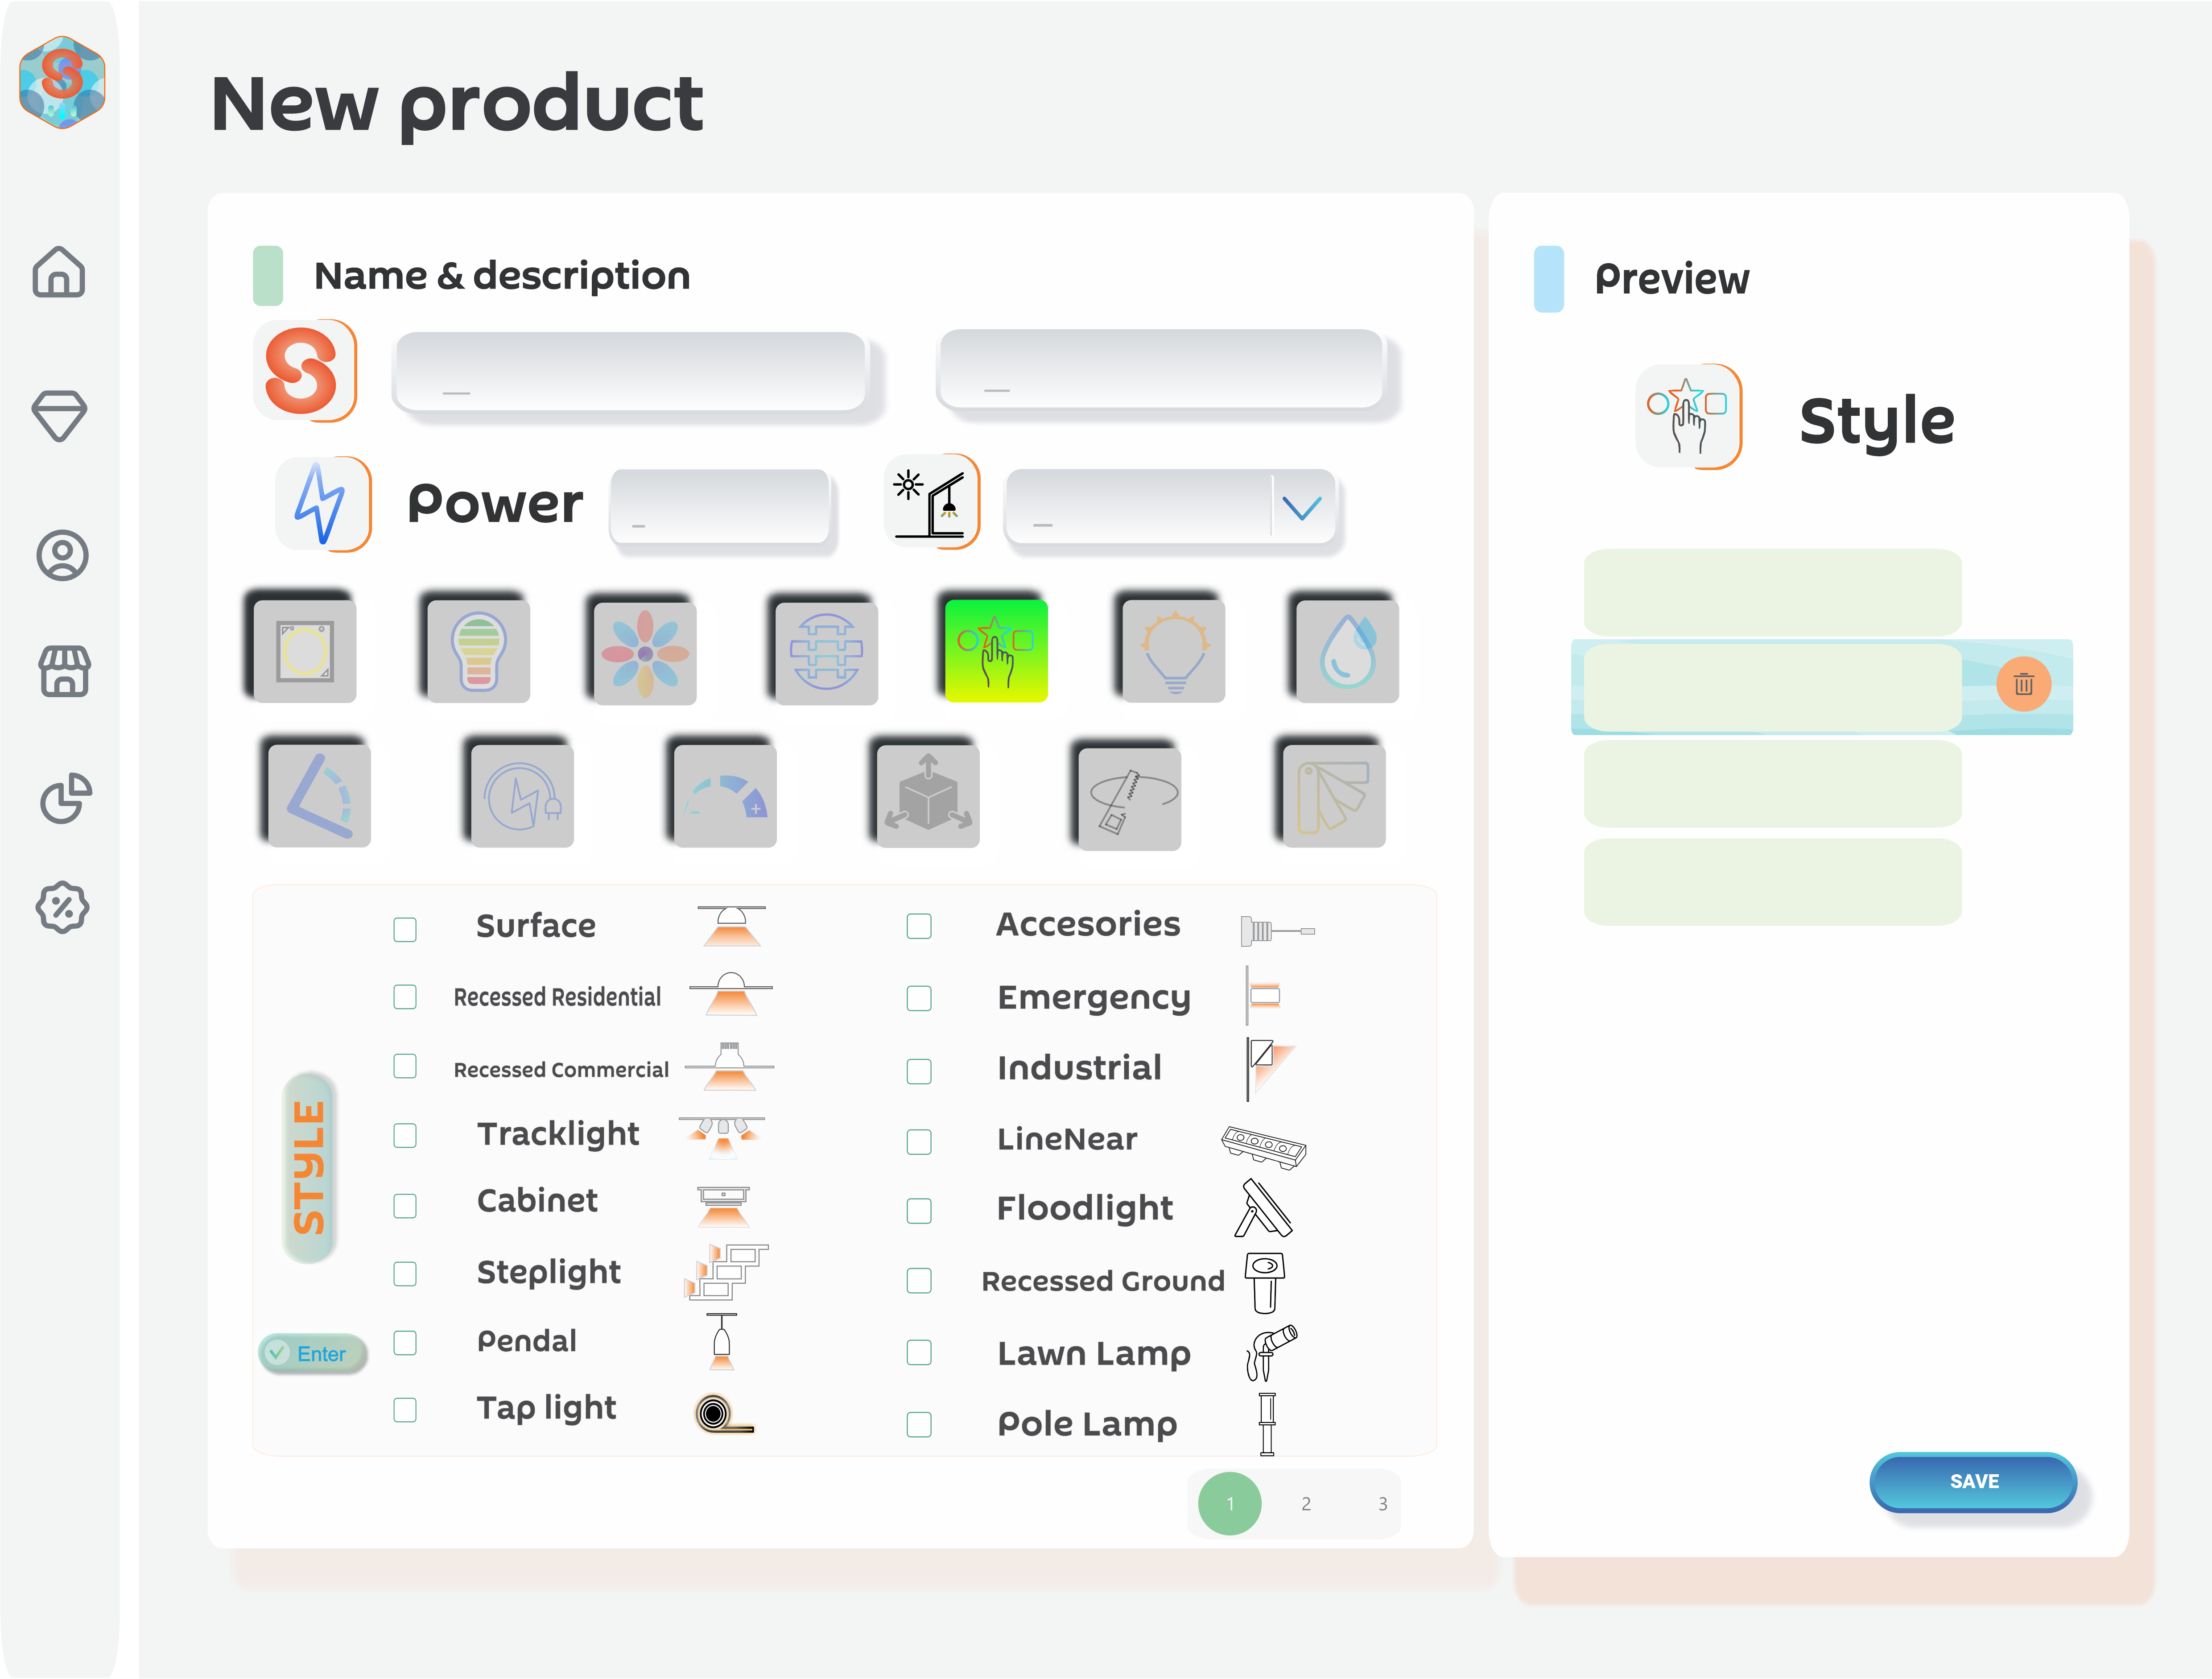 S
New product
Name & description
Preview
S
Style
Power
Surface
Accesories
Recessed Residential
Emergency
Recessed Commercial
Industrial
Tracklight
LineNear
STYLE
Cabinet
Floodlight
Steplight
Recessed Ground
Pendal
Lawn Lamp
Enter
Tap light
Pole Lamp
SAVE
1 2 3